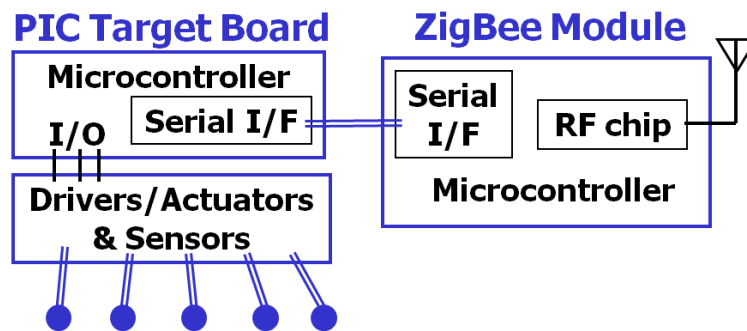 PIC Target Board
Microcontroller
Serial I/F
I/O
Drivers/Actuators
& Sensors
ZigBee Module
Serial
I/F
RF chip
Microcontroller